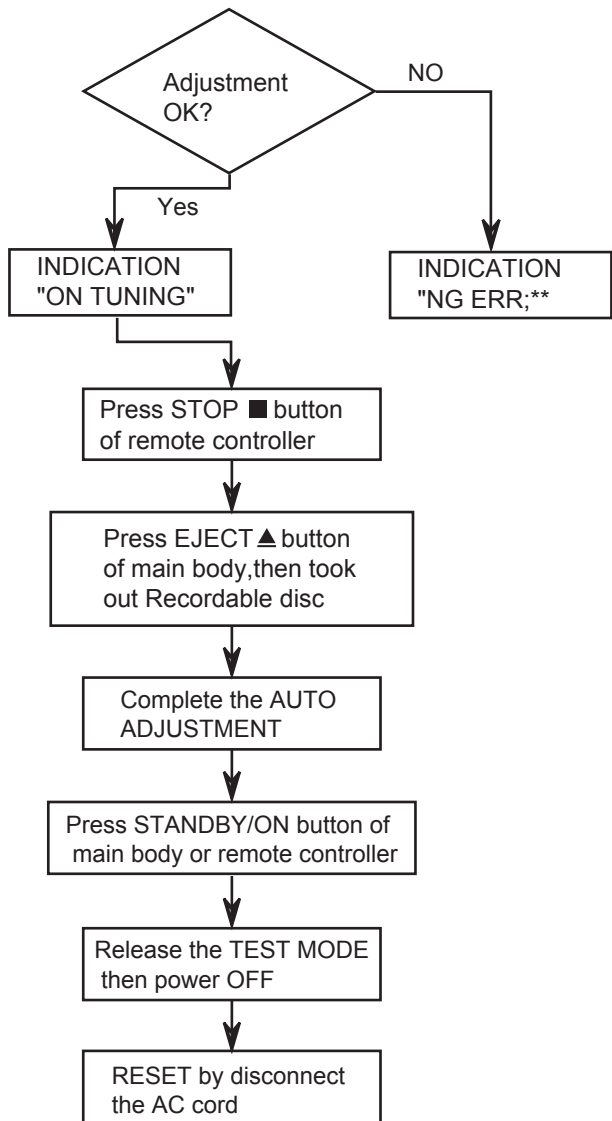 Adjustment
OK?
NO
Yes
INDICATION
"ON TUNING"
INDICATION
"NG ERR;**
Press STOP ■ button
of remote controller
Press EJECT ⏏ button
of main body,then took
out Recordable disc
Complete the AUTO
ADJUSTMENT
Press STANDBY/ON button of
main body or remote controller
Release the TEST MODE
then power OFF
RESET by disconnect
the AC cord